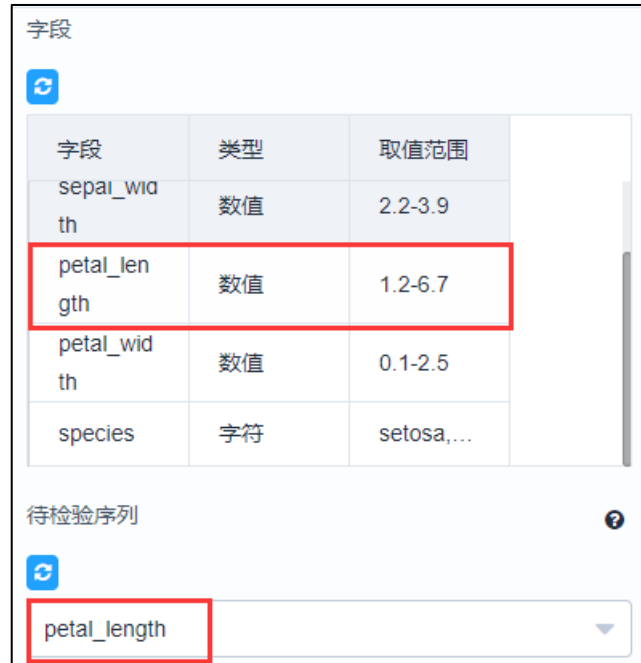 字段
字段 类型 取值范围
sepal_wid
th 数值 2.2-3.9
petal_len
gth 数值 1.2-6.7
petal_wid
th 数值 0.1-2.5
species 字符 setosa,...
待检验序列
petal_length